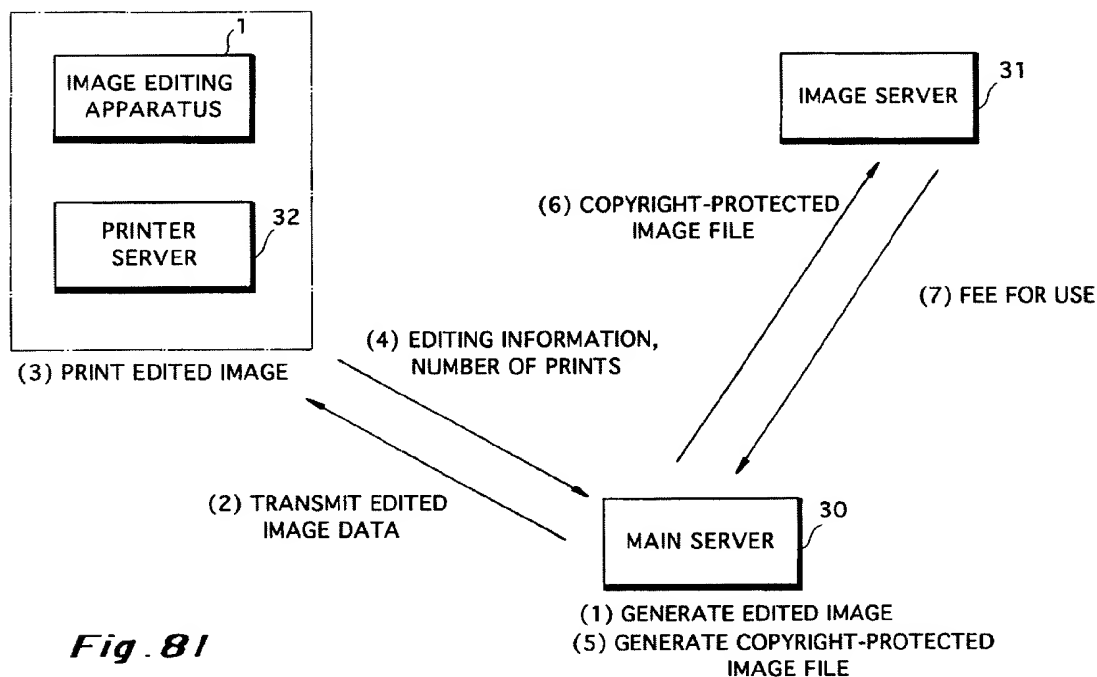 1
IMAGE EDITING
APPARATUS
PRINTER
SERVER
32
(3) PRINT EDITED IMAGE
IMAGE SERVER
31
(6) COPYRIGHT-PROTECTED
IMAGE FILE
(7) FEE FOR USE
(4) EDITING INFORMATION,
NUMBER OF PRINTS
(2) TRANSMIT EDITED
IMAGE DATA
MAIN SERVER
30
(1) GENERATE EDITED IMAGE
(5) GENERATE COPYRIGHT-PROTECTED
IMAGE FILE
Fig. 81